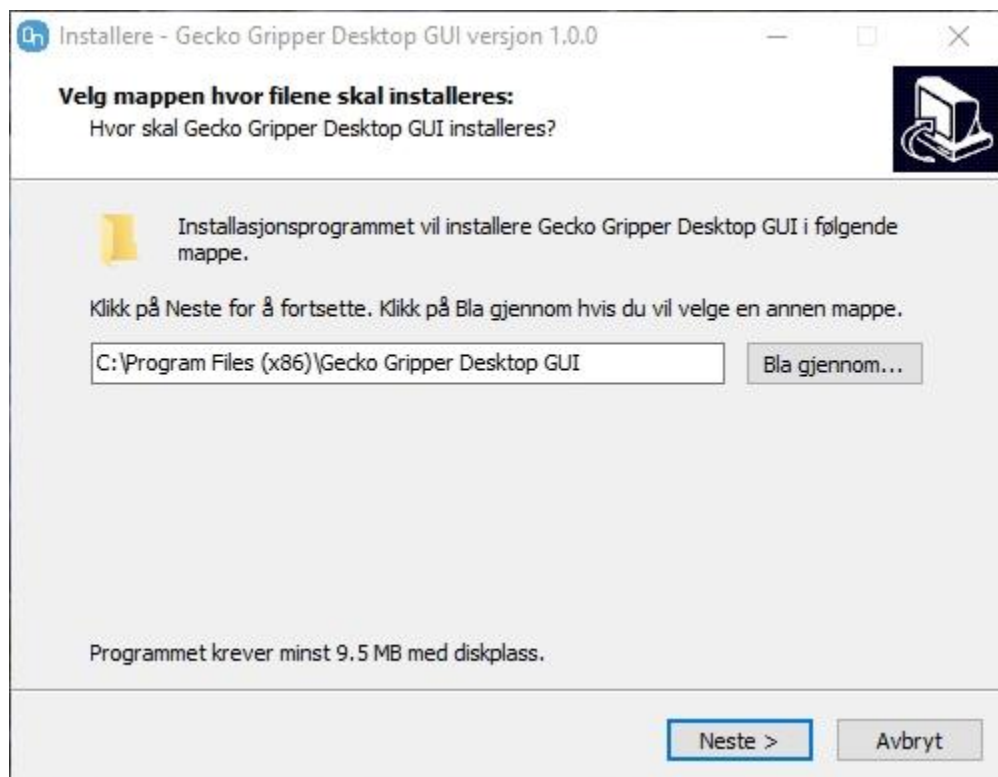 On Installere - Gecko Gripper Desktop GUI versjon 1.0.0
Velg mappen hvor filene skal installeres:
Hvor skal Gecko Gripper Desktop GUI installeres?
Installasjonsprogrammet vil installere Gecko Gripper Desktop GUI i følgende
mappe.
Klikk på Neste for å fortsette. Klikk på Bla gjennom hvis du vil velge en annen mappe.
C:\Program Files (x86)\Gecko Gripper Desktop GUI
Bla gjennom...
Programmet krever minst 9.5 MB med diskplass.
Neste >
Avbryt